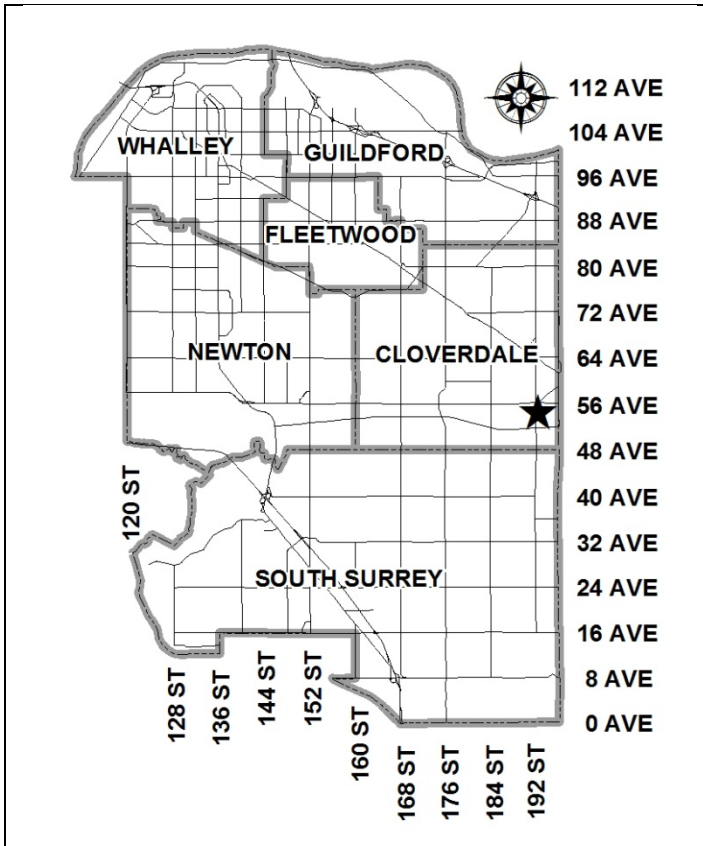 112 AVE
104 AVE
WHALLEY
GUILDFORD
96 AVE
88 AVE
FLEETWOOD
80 AVE
72 AVE
NEWTON
CLOVERDALE
64 AVE
56 AVE
48 AVE
120 ST
40 AVE
32 AVE
SOUTH SURREY
24 AVE
16 AVE
8 AVE
0 AVE
128 ST
136 ST
144 ST
152 ST
160 ST
168 ST
176 ST
184 ST
192 ST